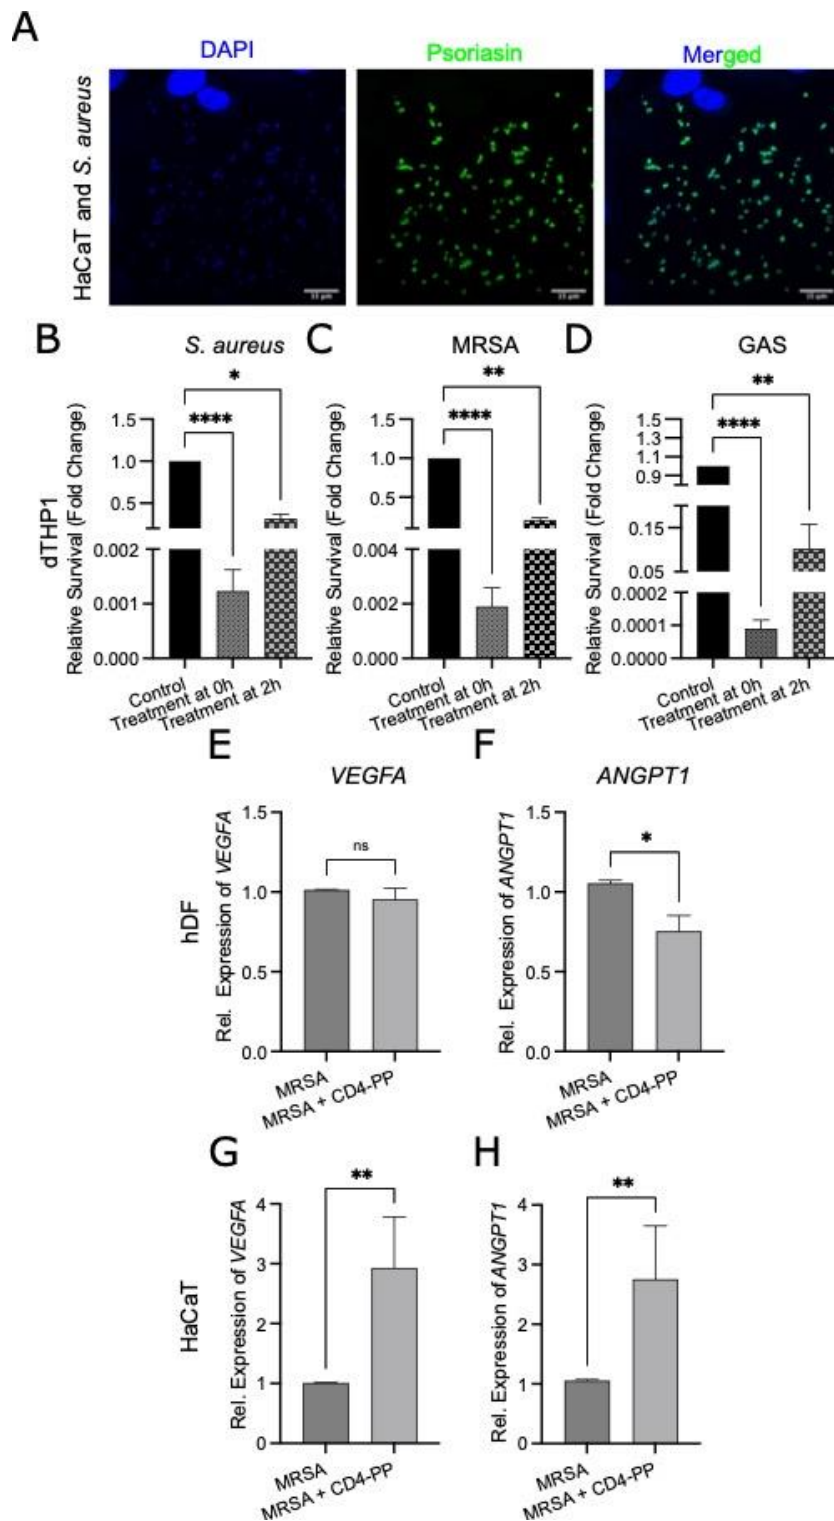 A
DAPI Psoriasin Merged
HaCaT and S. aureus
B S. aureus C MRSA D GAS
dTHP1
Relative Survival (Fold Change)
1.5
1.0
0.5
0.002
0.001
0.000
*
****
Control
Treatment at 0h
Treatment at 2h
Relative Survival (Fold Change)
1.5
1.0
0.5
0.004
0.002
0.000
**
****
Control
Treatment at 0h
Treatment at 2h
Relative Survival (Fold Change)
1.5
1.3
1.1
0.9
0.15
0.05
0.0002
0.0001
0.0000
**
****
Control
Treatment at 0h
Treatment at 2h
E VEGFA F ANGPT1
hDF
Rel. Expression of VEGFA
1.5
1.0
0.5
0.0
ns
MRSA
MRSA + CD4-PP
Rel. Expression of ANGPT1
1.5
1.0
0.5
0.0
*
MRSA
MRSA + CD4-PP
G H
HaCaT
Rel. Expression of VEGFA
4
3
2
1
0
**
MRSA
MRSA + CD4-PP
Rel. Expression of ANGPT1
4
3
2
1
0
**
MRSA
MRSA + CD4-PP